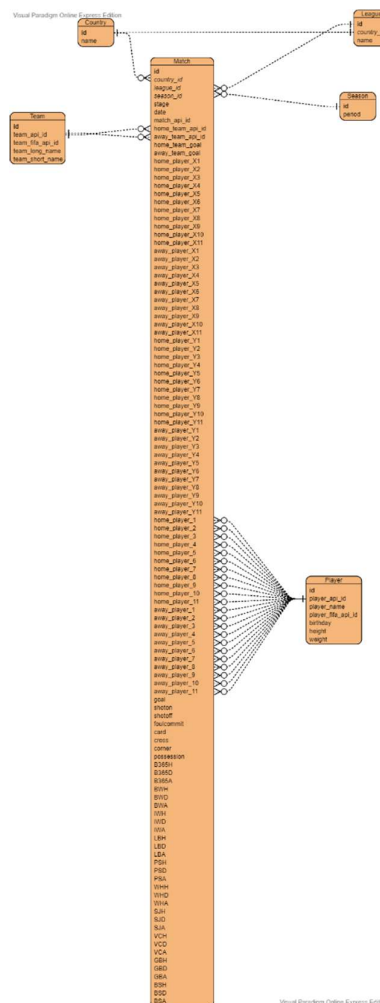 Visual Paradigm Online Express Edition
Country
id
name
League
id
country_
name
Season
id
period
Team
id
team_api_id
team_fifa_api_id
team_long_name
team_short_name
Match
id
country_id
league_id
season_id
stage
date
match_api_id
home_team_api_id
away_team_api_id
home_team_goal
away_team_goal
home_player_X1
home_player_X2
home_player_X3
home_player_X4
home_player_X5
home_player_X6
home_player_X7
home_player_X8
home_player_X9
home_player_X10
home_player_X11
away_player_X1
away_player_X2
away_player_X3
away_player_X4
away_player_X5
away_player_X6
away_player_X7
away_player_X8
away_player_X9
away_player_X10
away_player_X11
home_player_Y1
home_player_Y2
home_player_Y3
home_player_Y4
home_player_Y5
home_player_Y6
home_player_Y7
home_player_Y8
home_player_Y9
home_player_Y10
home_player_Y11
away_player_Y1
away_player_Y2
away_player_Y3
away_player_Y4
away_player_Y5
away_player_Y6
away_player_Y7
away_player_Y8
away_player_Y9
away_player_Y10
away_player_Y11
home_player_1
home_player_2
home_player_3
home_player_4
home_player_5
home_player_6
home_player_7
home_player_8
home_player_9
home_player_10
home_player_11
away_player_1
away_player_2
away_player_3
away_player_4
away_player_5
away_player_6
away_player_7
away_player_8
away_player_9
away_player_10
away_player_11
goal
shoton
shotoff
foulcommit
card
cross
corner
possession
B365H
B365D
B365A
BWH
BWD
BWA
IWH
IWD
IWA
LBH
LBD
LBA
PSH
PSD
PSA
WHH
WHD
WHA
SJH
SJD
SJA
VCH
VCD
VCA
GBH
GBD
GBA
BSH
BSD
BSA
Player
id
player_api_id
player_name
player_fifa_api_id
birthday
height
weight
Visual Paradigm Online Express Edi